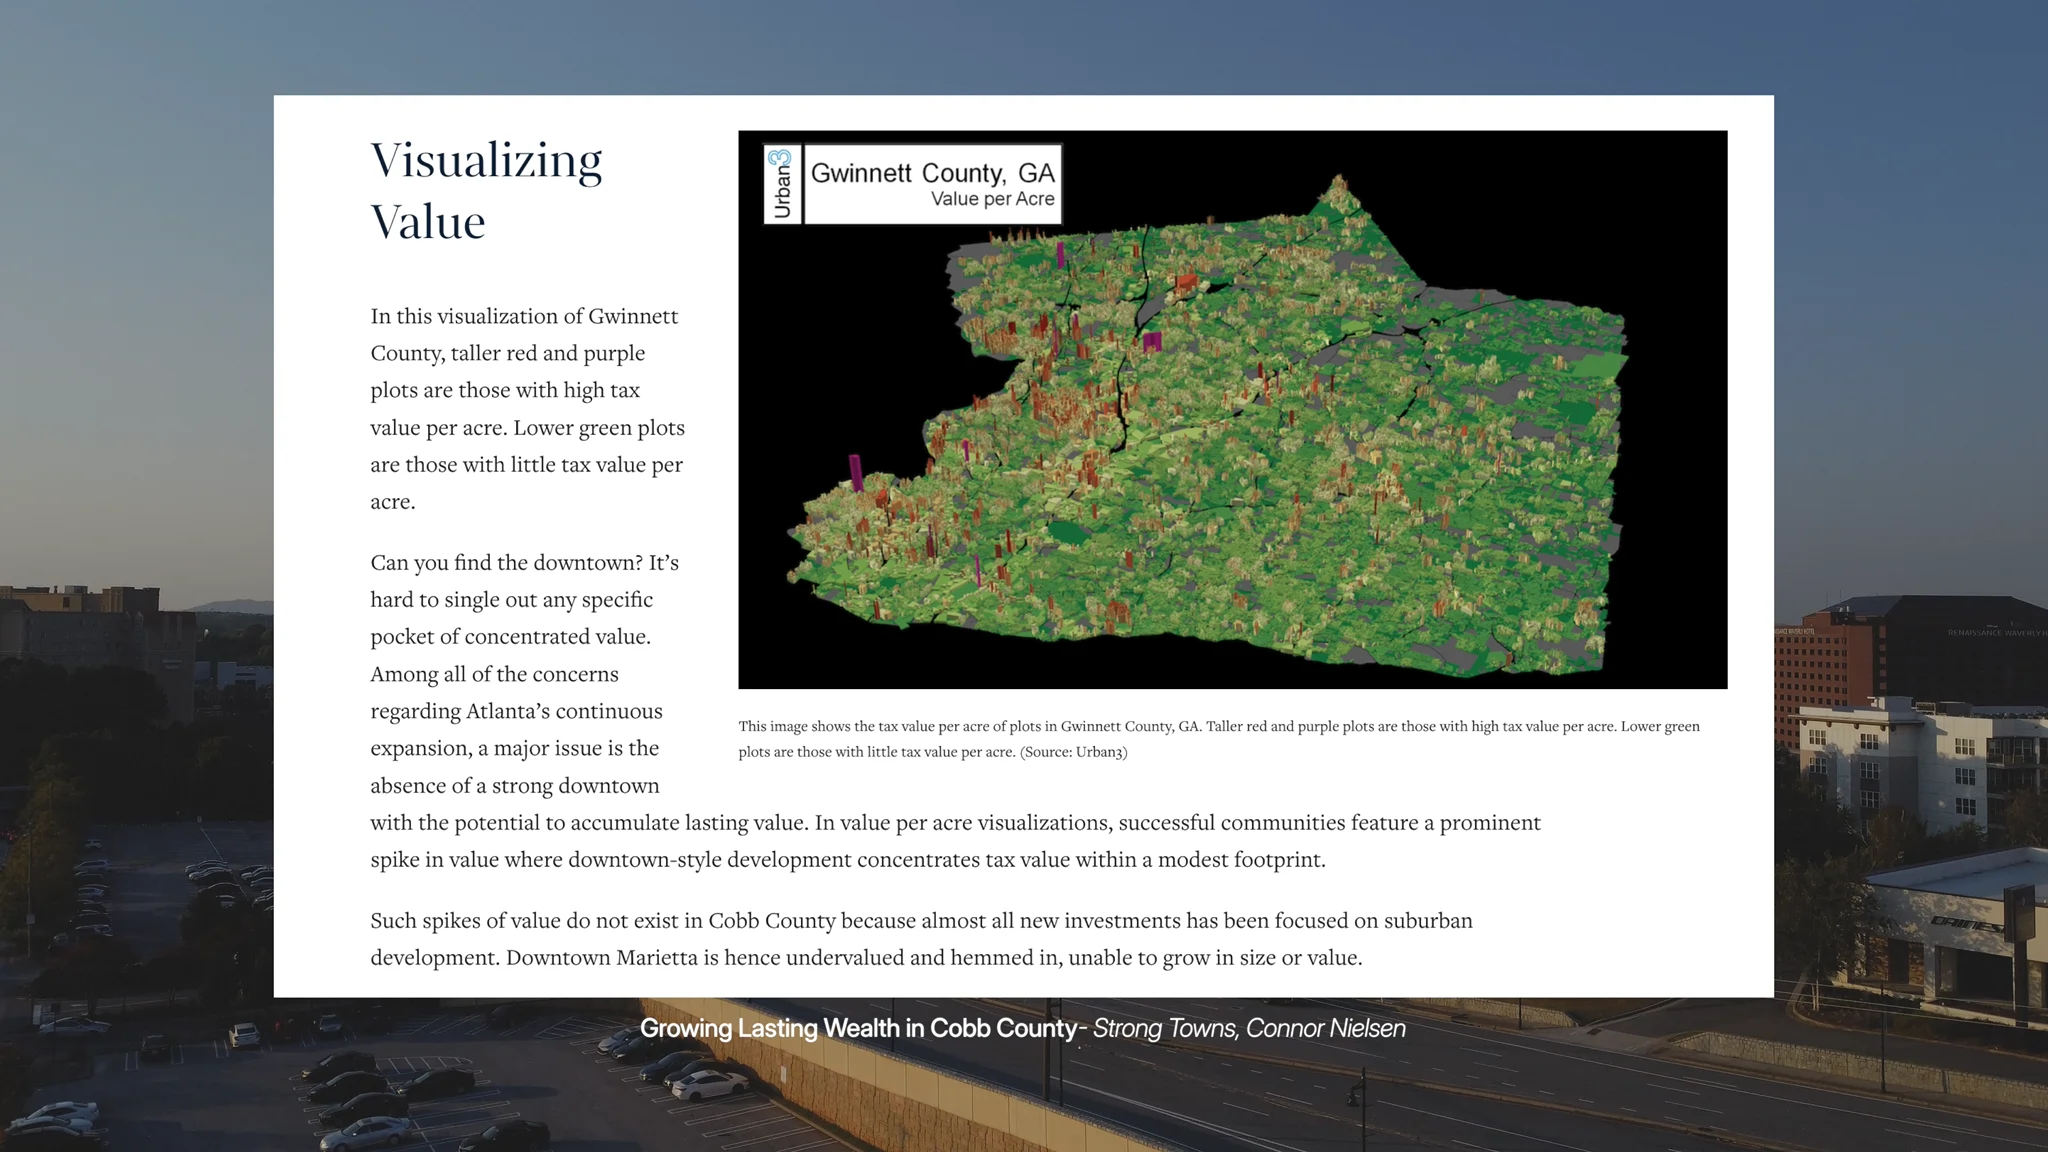 Visualizing
Value
In this visualization of Gwinnett
County, taller red and purple
plots are those with high tax
value per acre. Lower green plots
are those with little tax value per
acre.
Can you find the downtown? It’s
hard to single out any specific
pocket of concentrated value.
Among all of the concerns
regarding Atlanta’s continuous
expansion, a major issue is the
absence of a strong downtown
with the potential to accumulate lasting value. In value per acre visualizations, successful communities feature a prominent
spike in value where downtown-style development concentrates tax value within a modest footprint.
Such spikes of value do not exist in Cobb County because almost all new investments has been focused on suburban
development. Downtown Marietta is hence undervalued and hemmed in, unable to grow in size or value.
Urban3
Gwinnett County, GA
Value per Acre
This image shows the tax value per acre of plots in Gwinnett County, GA. Taller red and purple plots are those with high tax value per acre. Lower green
plots are those with little tax value per acre. (Source: Urban3)
Growing Lasting Wealth in Cobb County- Strong Towns, Connor Nielsen
RENAISSANCE WAVERLY H